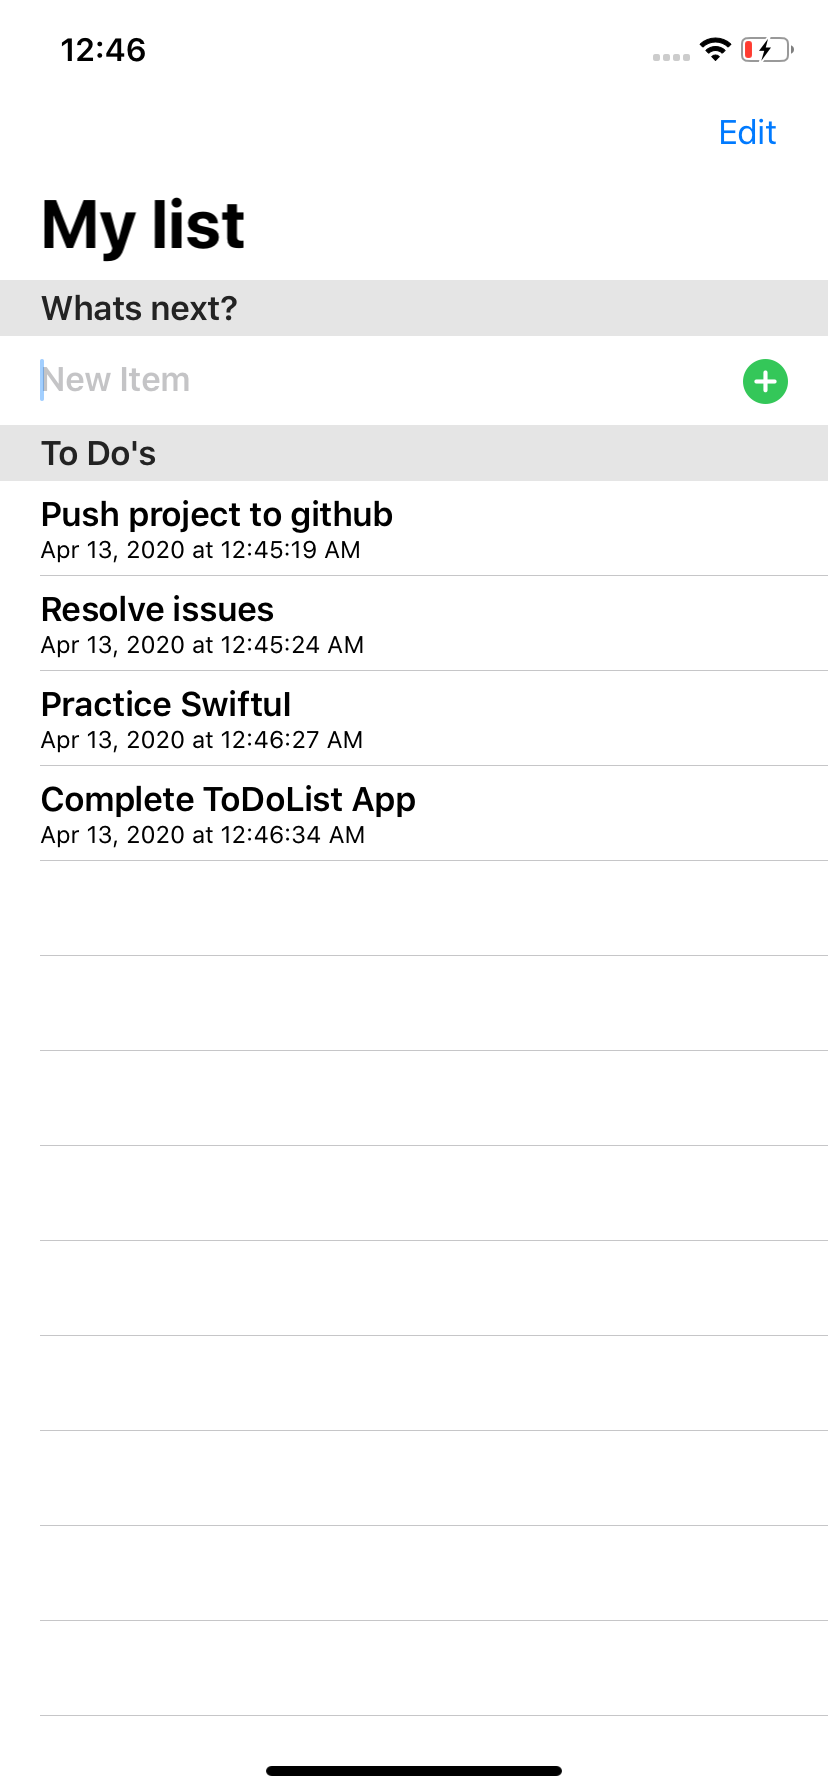 12:46
Edit
My list
Whats next?
New Item
To Do's
Push project to github
Apr 13, 2020 at 12:45:19 AM
Resolve issues
Apr 13, 2020 at 12:45:24 AM
Practice SwiftuI
Apr 13, 2020 at 12:46:27 AM
Complete ToDoList App
Apr 13, 2020 at 12:46:34 AM